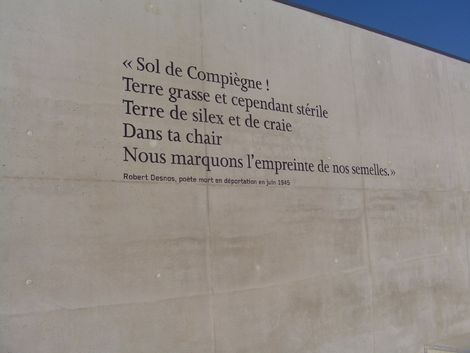 « Sol de Compiègne !
Terre grasse et cependant stérile
Terre de silex et de craie
Dans ta chair
Nous marquons l'empreinte de nos semelles. »
Robert Desnos, poète mort en déportation en juin 1945